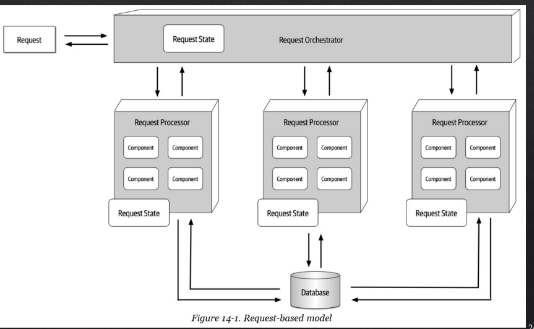 Request
Request State
Request Orchestrator
Request Processor
Component Component
Component Component
Request State
Request Processor
Component Component
Component Component
Request State
Request Processor
Component Component
Component Component
Request State
Database
Figure 14-1. Request-based model
2